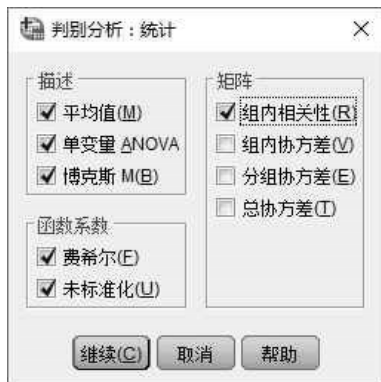 判别分析：统计
描述
平均值(M)
单变量 ANOVA
博克斯 M(B)
函数系数
费希尔(F)
未标准化(U)
矩阵
组内相关性(R)
组内协方差(V)
分组协方差(E)
总协方差(T)
继续(C)
取消
帮助